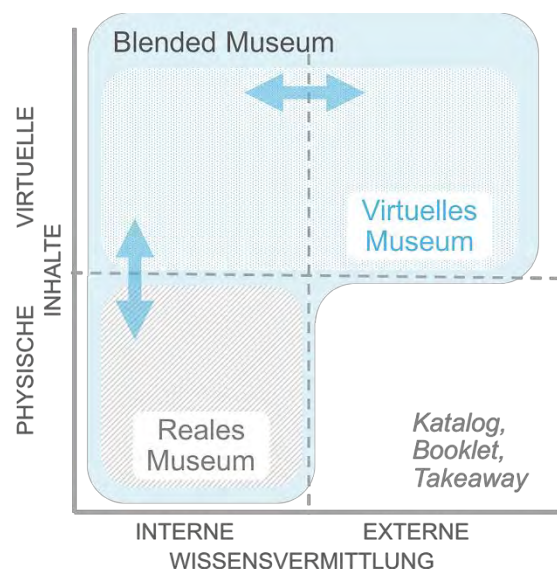 Blended Museum
Virtuelles
Museum
Reales
Museum
Katalog,
Booklet,
Takeaway
PHYSISCHE VIRTUELLE
INHALTE
INTERNE EXTERNE
WISSENSVERMITTLUNG